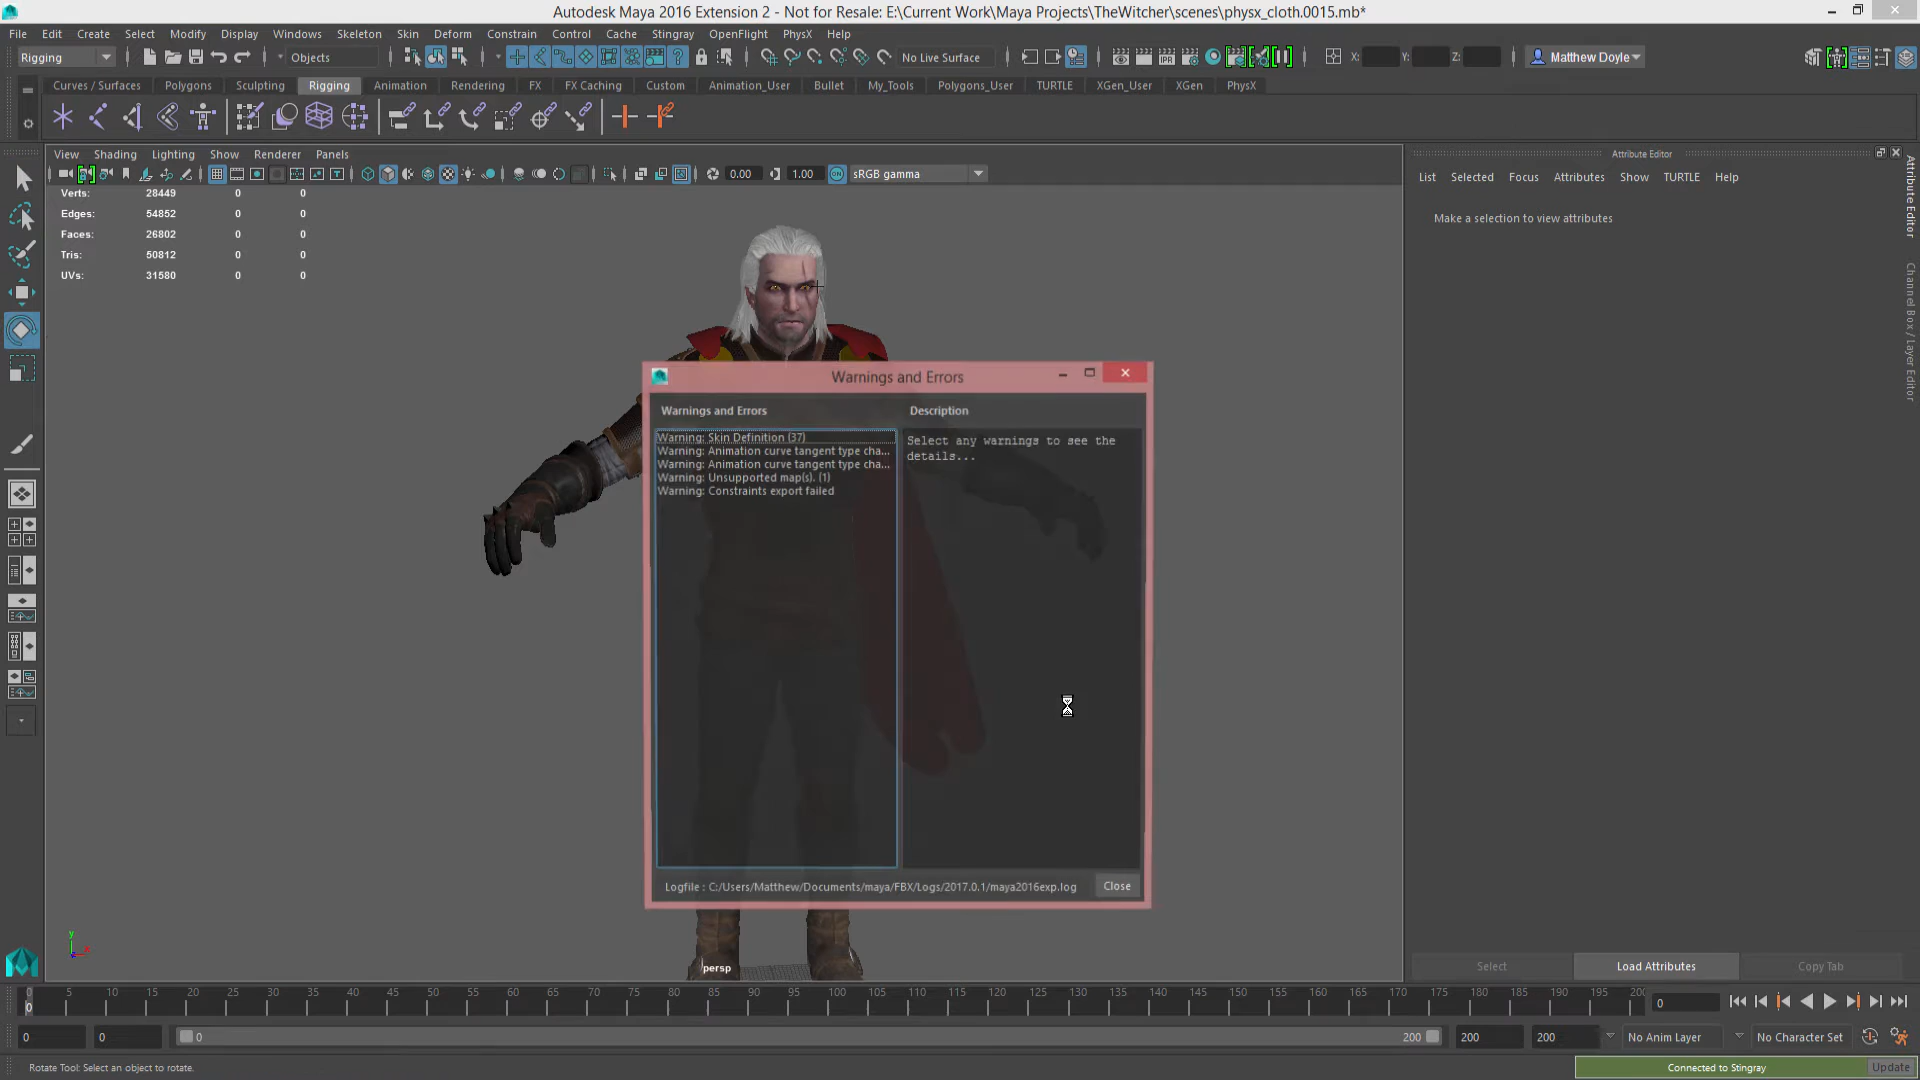 Autodesk Maya 2016 Extension 2 - Not for Resale: E:\Current Work\Maya Projects\TheWitcher\scenes\physx_cloth.0015.mb*
File Edit Create Select Modify Display Windows Skeleton Skin Deform Constrain Control Cache Stingray OpenFlight PhysX Help
Rigging Objects No Live Surface IPR X: Y: Z: Matthew Doyle
Curves / Surfaces Polygons Sculpting Rigging Animation Rendering FX FX Caching Custom Animation_User Bullet My_Tools Polygons_User TURTLE XGen_User XGen PhysX
View Shading Lighting Show Renderer Panels
0.00 1.00 ON sRGB gamma
Verts: 28449 0 0
Edges: 54852 0 0
Faces: 26802 0 0
Tris: 50812 0 0
UVs: 31580 0 0
Warnings and Errors
Warnings and Errors Description
Warning: Skin Definition (37)
Warning: Animation curve tangent type cha...
Warning: Animation curve tangent type cha...
Warning: Unsupported map(s). (1)
Warning: Constraints export failed
Select any warnings to see the
details...
Logfile : C:/Users/Matthew/Documents/maya/FBX/Logs/2017.0.1/maya2016exp.log Close
y
x
persp
Attribute Editor
List Selected Focus Attributes Show TURTLE Help
Make a selection to view attributes
Attribute Editor
Channel Box / Layer Editor
Select Load Attributes Copy Tab
0 5 10 15 20 25 30 35 40 45 50 55 60 65 70 75 80 85 90 95 100 105 110 115 120 125 130 135 140 145 150 155 160 165 170 175 180 185 190 195 200
0 0
0 0 0 200 200 200 No Anim Layer No Character Set
Rotate Tool: Select an object to rotate. Connected to Stingray Update